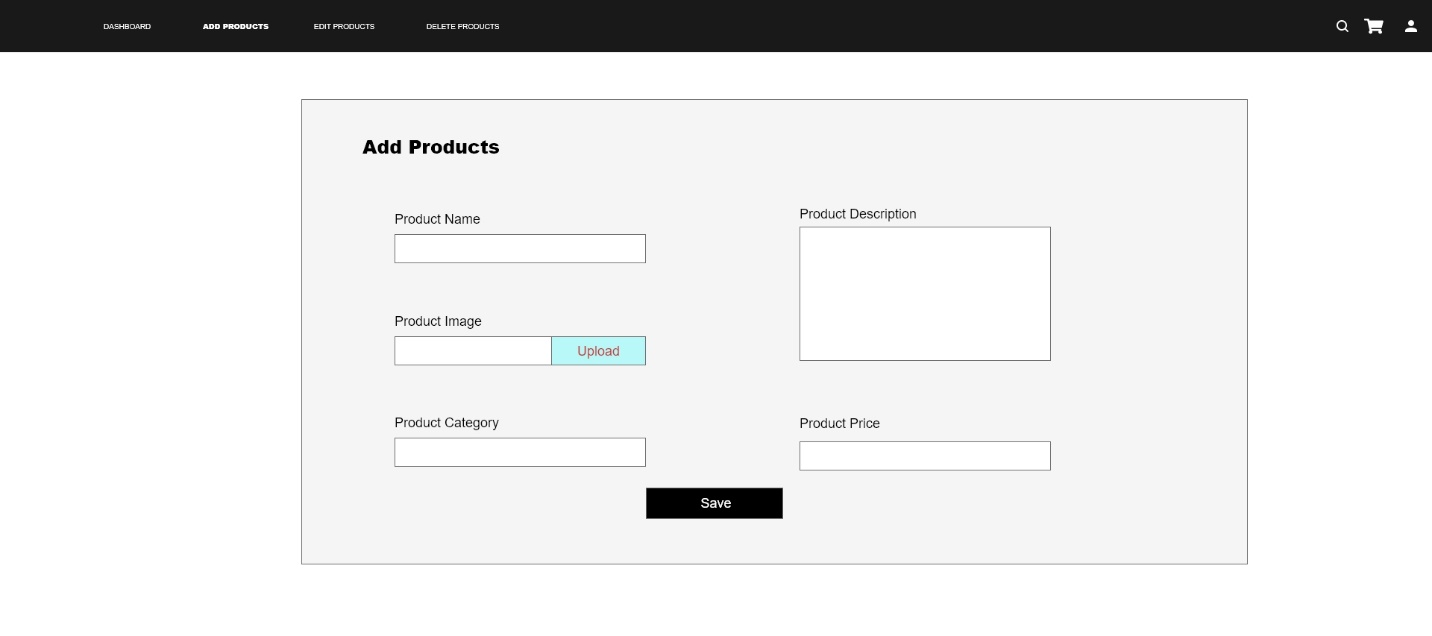 DASHBOARD ADD PRODUCTS EDIT PRODUCTS DELETE PRODUCTS
Add Products
Product Name
Product Description
Product Image
Upload
Product Category
Product Price
Save